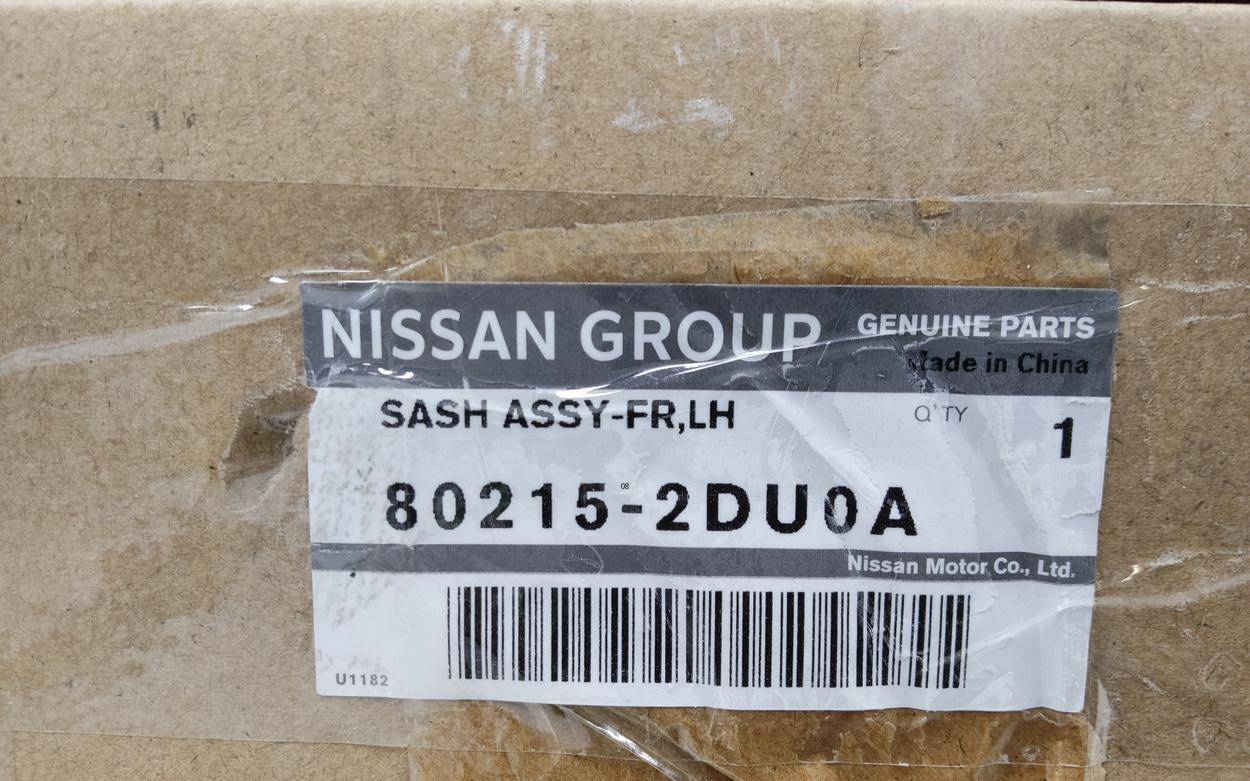 NISSAN GROUP GENUINE PARTS
Made in China
SASH ASSY-FR,LH Q'TY 1
08
80215-2DU0A
Nissan Motor Co., Ltd.
U1182